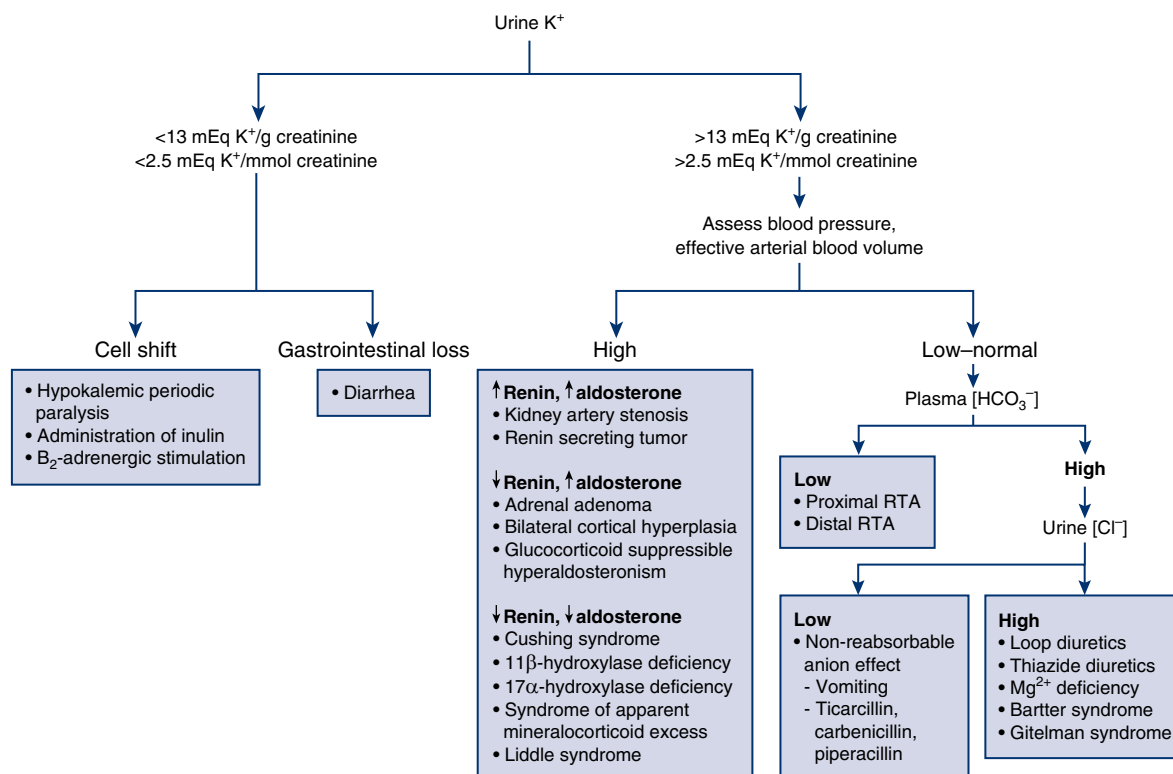 Urine K⁺
<13 mEq K⁺/g creatinine
<2.5 mEq K⁺/mmol creatinine
>13 mEq K⁺/g creatinine
>2.5 mEq K⁺/mmol creatinine
Assess blood pressure,
effective arterial blood volume
Cell shift
• Hypokalemic periodic
paralysis
• Administration of inulin
• B₂-adrenergic stimulation
Gastrointestinal loss
• Diarrhea
High
↑Renin, ↑aldosterone
• Kidney artery stenosis
• Renin secreting tumor
↓Renin, ↑aldosterone
• Adrenal adenoma
• Bilateral cortical hyperplasia
• Glucocorticoid suppressible
hyperaldosteronism
↓Renin, ↓aldosterone
• Cushing syndrome
• 11β-hydroxylase deficiency
• 17α-hydroxylase deficiency
• Syndrome of apparent
mineralocorticoid excess
• Liddle syndrome
Low–normal
Plasma [HCO₃⁻]
Low
• Proximal RTA
• Distal RTA
High
Urine [Cl⁻]
Low
• Non-reabsorbable
anion effect
- Vomiting
- Ticarcillin,
carbenicillin,
piperacillin
High
• Loop diuretics
• Thiazide diuretics
• Mg²⁺ deficiency
• Bartter syndrome
• Gitelman syndrome